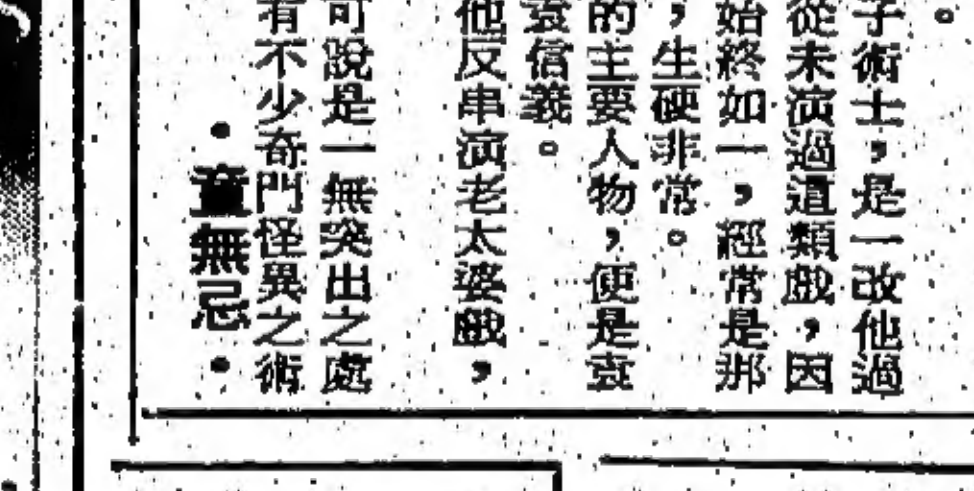 。
子術士，是一改他過
從未演過這類戲，因
始終如一，經常是那
，生硬非常。
的主要人物，便是袁
袁信義。
他反串演老太婆戲，
可說是一無突出之處
有不少奇門怪異之術
・童無忌・